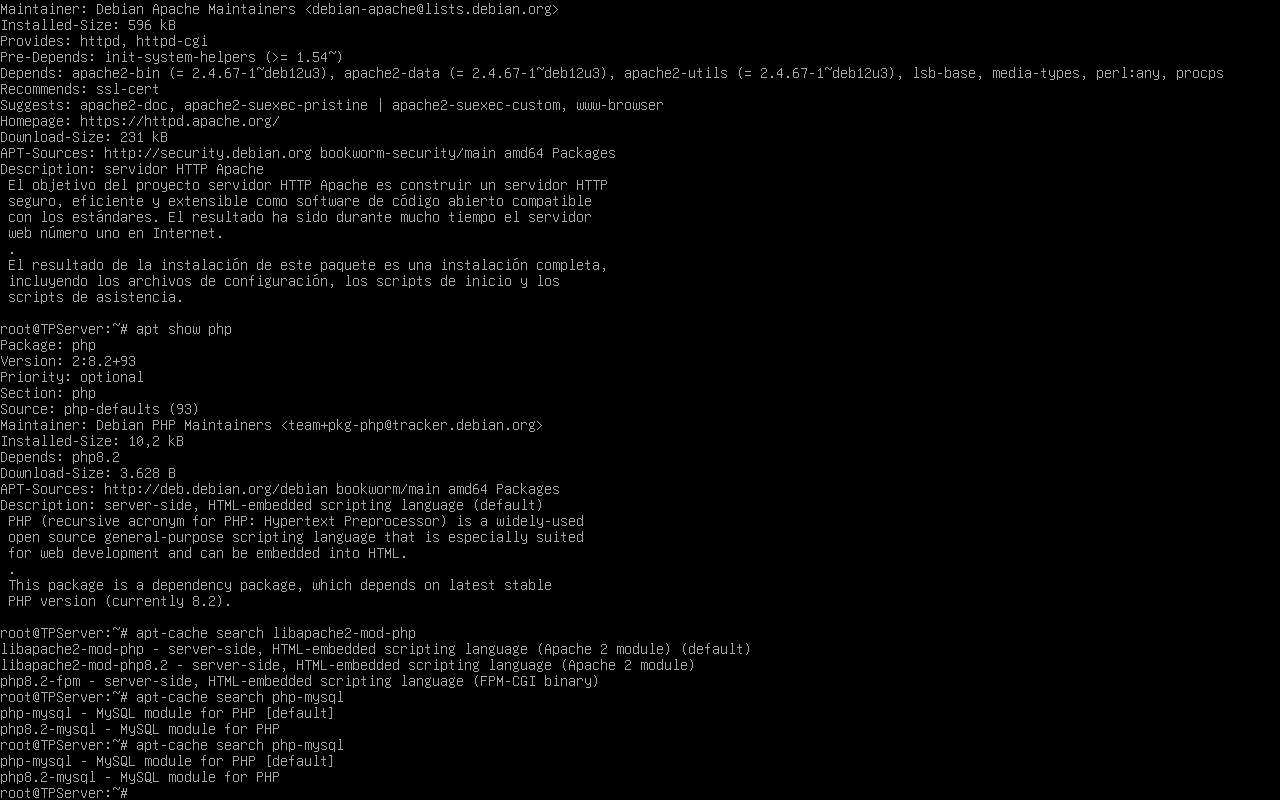 Maintainer: Debian Apache Maintainers <debian-apache@lists.debian.org>
Installed-Size: 596 kB
Provides: httpd, httpd-cgi
Pre-Depends: init-system-helpers (>= 1.54~)
Depends: apache2-bin (= 2.4.67-1~deb12u3), apache2-data (= 2.4.67-1~deb12u3), apache2-utils (= 2.4.67-1~deb12u3), lsb-base, media-types, perl:any, procps
Recommends: ssl-cert
Suggests: apache2-doc, apache2-suexec-pristine | apache2-suexec-custom, www-browser
Homepage: https://httpd.apache.org/
Download-Size: 231 kB
APT-Sources: http://security.debian.org bookworm-security/main amd64 Packages
Description: servidor HTTP Apache
 El objetivo del proyecto servidor HTTP Apache es construir un servidor HTTP
 seguro, eficiente y extensible como software de código abierto compatible
 con los estándares. El resultado ha sido durante mucho tiempo el servidor
 web número uno en Internet.
 .
 El resultado de la instalación de este paquete es una instalación completa,
 incluyendo los archivos de configuración, los scripts de inicio y los
 scripts de asistencia.

root@TPServer:~# apt show php
Package: php
Version: 2:8.2+93
Priority: optional
Section: php
Source: php-defaults (93)
Maintainer: Debian PHP Maintainers <team+pkg-php@tracker.debian.org>
Installed-Size: 10,2 kB
Depends: php8.2
Download-Size: 3.628 B
APT-Sources: http://deb.debian.org/debian bookworm/main amd64 Packages
Description: server-side, HTML-embedded scripting language (default)
 PHP (recursive acronym for PHP: Hypertext Preprocessor) is a widely-used
 open source general-purpose scripting language that is especially suited
 for web development and can be embedded into HTML.
 .
 This package is a dependency package, which depends on latest stable
 PHP version (currently 8.2).

root@TPServer:~# apt-cache search libapache2-mod-php
libapache2-mod-php - server-side, HTML-embedded scripting language (Apache 2 module) (default)
libapache2-mod-php8.2 - server-side, HTML-embedded scripting language (Apache 2 module)
php8.2-fpm - server-side, HTML-embedded scripting language (FPM-CGI binary)
root@TPServer:~# apt-cache search php-mysql
php-mysql - MySQL module for PHP [default]
php8.2-mysql - MySQL module for PHP
root@TPServer:~# apt-cache search php-mysql
php-mysql - MySQL module for PHP [default]
php8.2-mysql - MySQL module for PHP
root@TPServer:~#